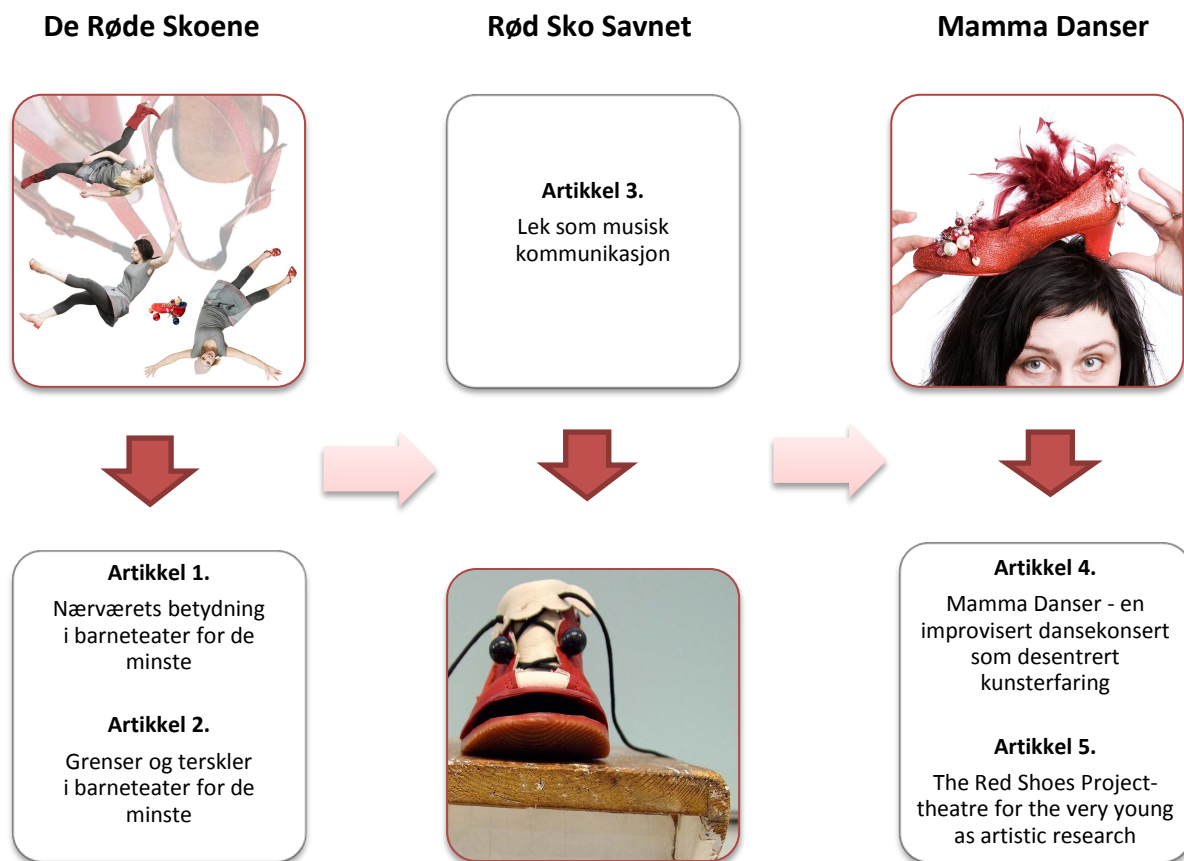 De Røde Skoene
Rød Sko Savnet
Mamma Danser
Artikkel 3.
Lek som musisk
kommunikasjon
Artikkel 1.
Nærværets betydning
i barneteater for de
minste
Artikkel 2.
Grenser og terskler
i barneteater for de
minste
Artikkel 4.
Mamma Danser - en
improvisert dansekonsert
som desentrert
kunsterfaring
Artikkel 5.
The Red Shoes Project-
theatre for the very young
as artistic research